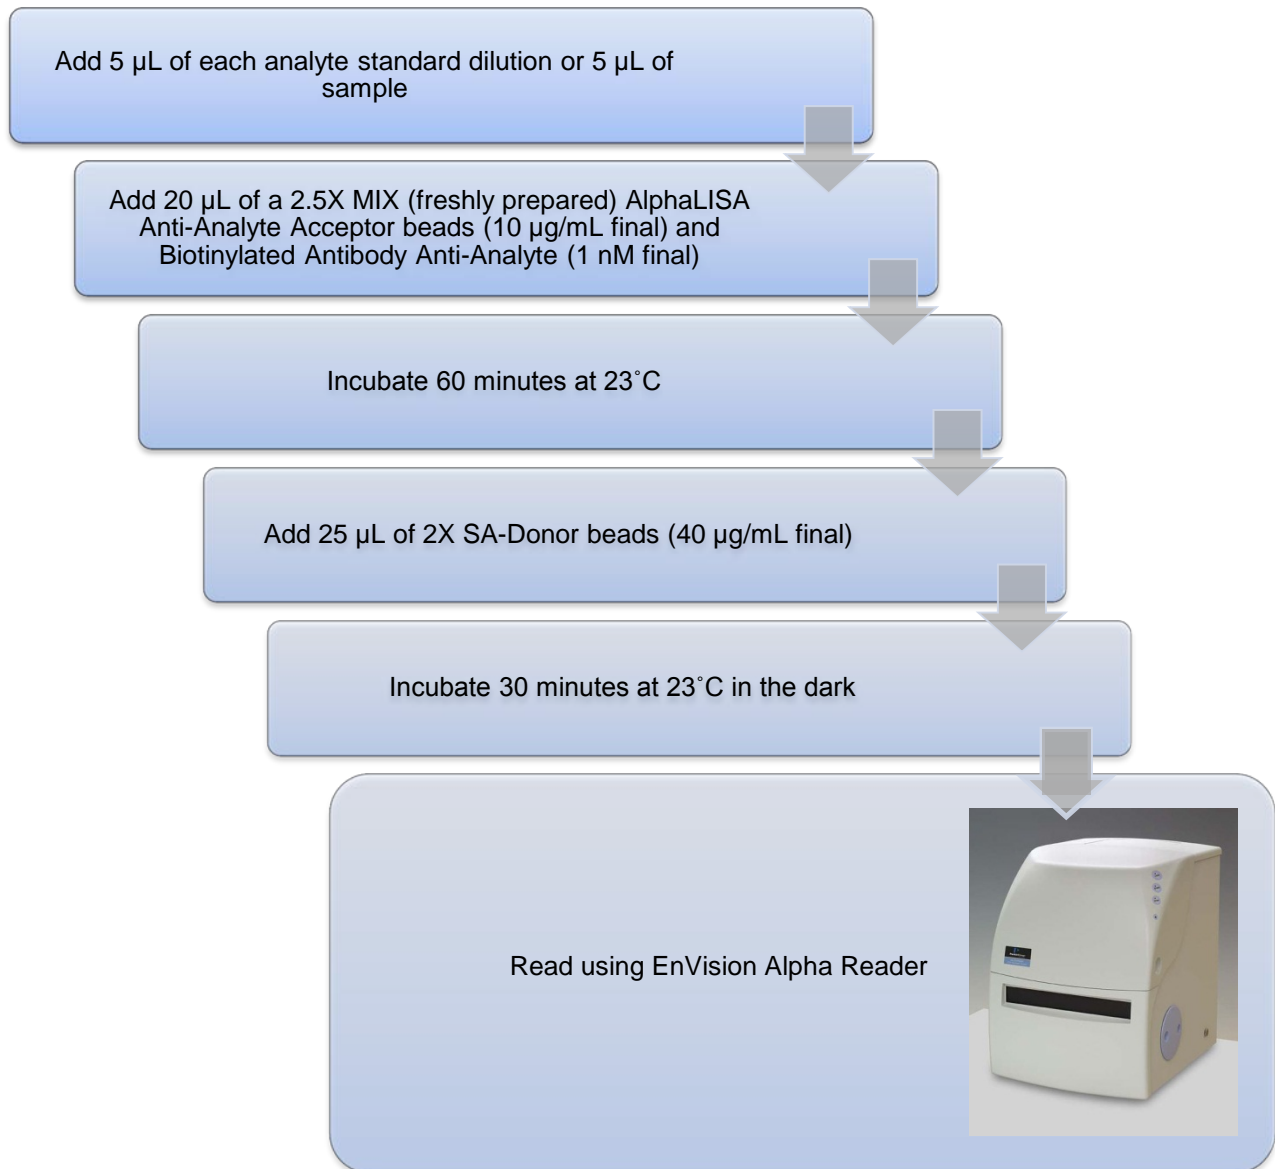 Add 5 µL of each analyte standard dilution or 5 µL of
sample
Add 20 µL of a 2.5X MIX (freshly prepared) AlphaLISA
Anti-Analyte Acceptor beads (10 µg/mL final) and
Biotinylated Antibody Anti-Analyte (1 nM final)
Incubate 60 minutes at 23˚C
Add 25 µL of 2X SA-Donor beads (40 µg/mL final)
Incubate 30 minutes at 23˚C in the dark
Read using EnVision Alpha Reader